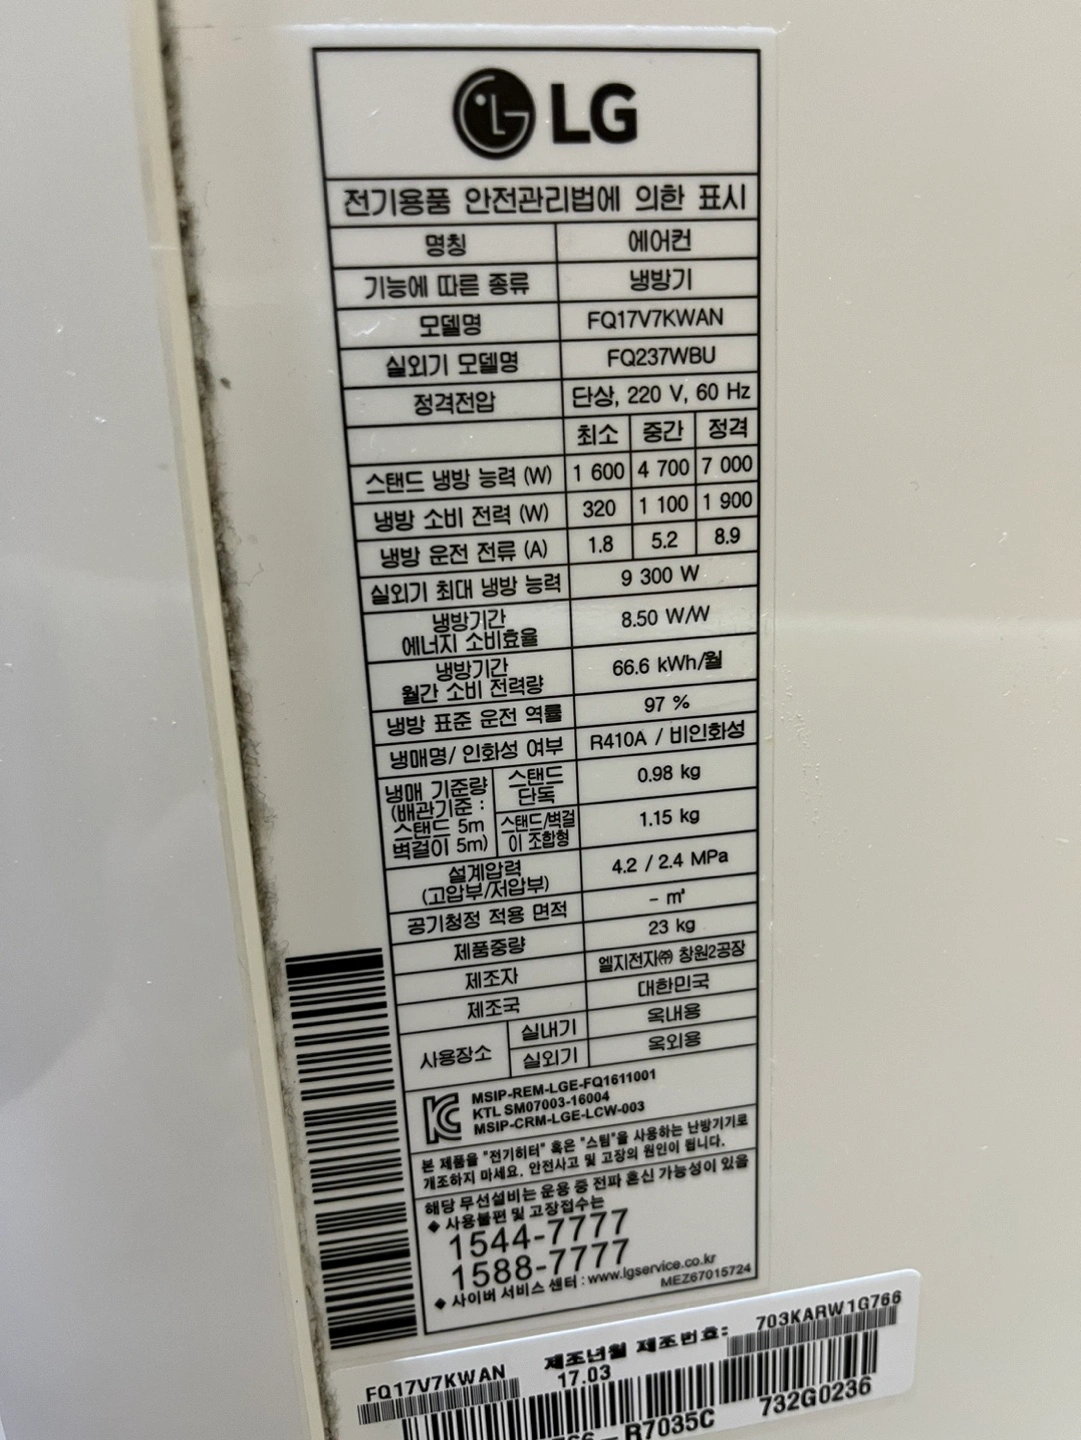 LG
전기용품 안전관리법에 의한 표시
명칭 에어컨
기능에 따른 종류 냉방기
모델명 FQ17V7KWAN
실외기 모델명 FQ237WBU
정격전압 단상, 220 V, 60 Hz
최소 중간 정격
스탠드 냉방 능력 (W) 1 600 4 700 7 000
냉방 소비 전력 (W) 320 1 100 1 900
냉방 운전 전류 (A) 1.8 5.2 8.9
실외기 최대 냉방 능력 9 300 W
냉방기간
에너지 소비효율 8.50 W/W
냉방기간
월간 소비 전력량 66.6 kWh/월
냉방 표준 운전 역률 97 %
냉매명/ 인화성 여부 R410A / 비인화성
냉매 기준량
(배관기준 :
스탠드 5m
벽걸이 5m)
스탠드
단독 0.98 kg
스탠드/벽걸
이 조합형 1.15 kg
설계압력
(고압부/저압부) 4.2 / 2.4 MPa
공기청정 적용 면적 - ㎡
제품중량 23 kg
제조자 엘지전자㈜ 창원2공장
제조국 대한민국
사용장소 실내기 옥내용
실외기 옥외용
MSIP-REM-LGE-FQ1611001
KTL SM07003-16004
MSIP-CRM-LGE-LCW-003
본 제품을 "전기히터" 혹은 "스팀"을 사용하는 난방기기로
개조하지 마세요. 안전사고 및 고장의 원인이 됩니다.
해당 무선설비는 운용 중 전파 혼신 가능성이 있음
◆ 사용불편 및 고장접수는
1544-7777
1588-7777
◆ 사이버 서비스 센터 : www.lgservice.co.kr
MEZ67015724
FQ17V7KWAN 제조년월 제조번호: 703KARW1G766
17.03
R7035C 732G0236